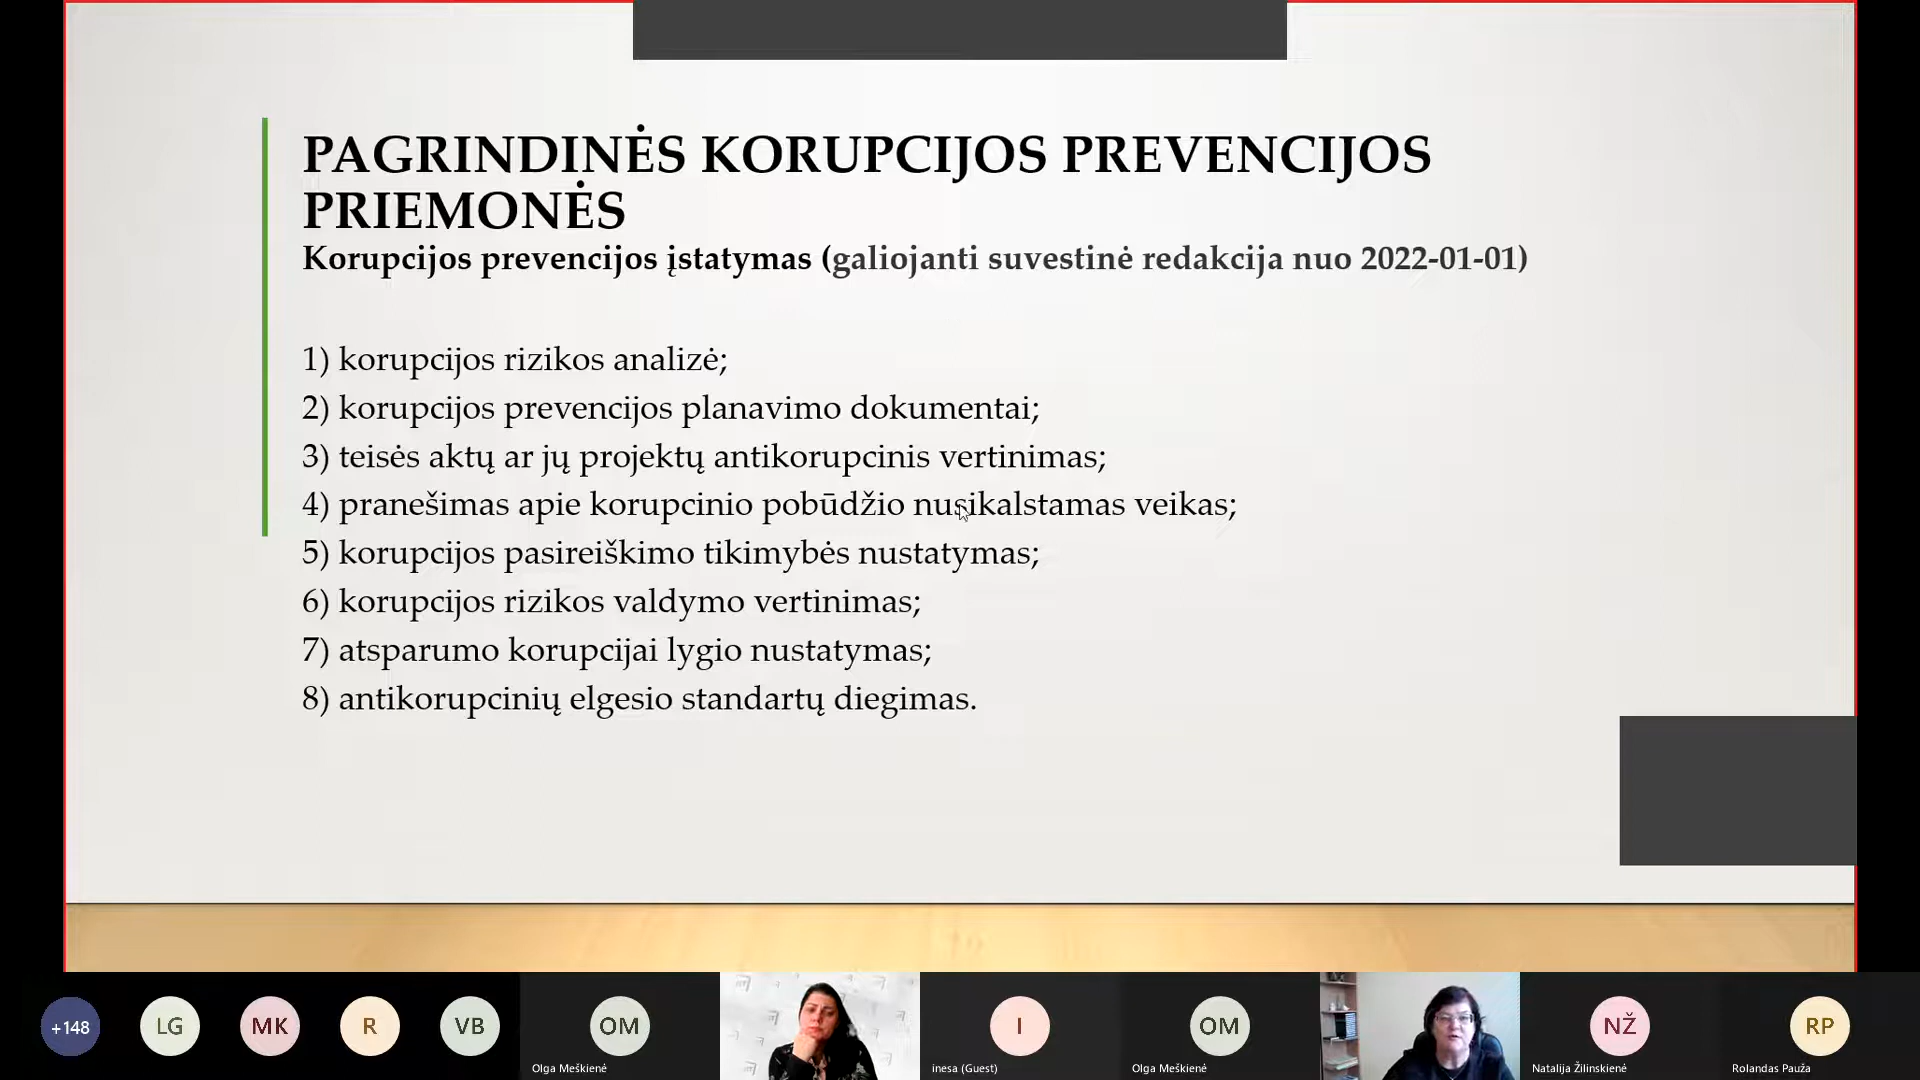 PAGRINDINĖS KORUPCIJOS PREVENCIJOS
PRIEMONĖS
Korupcijos prevencijos įstatymas (galiojanti suvestinė redakcija nuo 2022-01-01)
1) korupcijos rizikos analizė;
2) korupcijos prevencijos planavimo dokumentai;
3) teisės aktų ar jų projektų antikorupcinis vertinimas;
4) pranešimas apie korupcinio pobūdžio nusikalstamas veikas;
5) korupcijos pasireiškimo tikimybės nustatymas;
6) korupcijos rizikos valdymo vertinimas;
7) atsparumo korupcijai lygio nustatymas;
8) antikorupcinių elgesio standartų diegimas.
+148
LG
MK
R
VB
OM
Olga Meškienė
I
inesa (Guest)
OM
Olga Meškienė
NŽ
Natalija Žilinskienė
RP
Rolandas Pauža